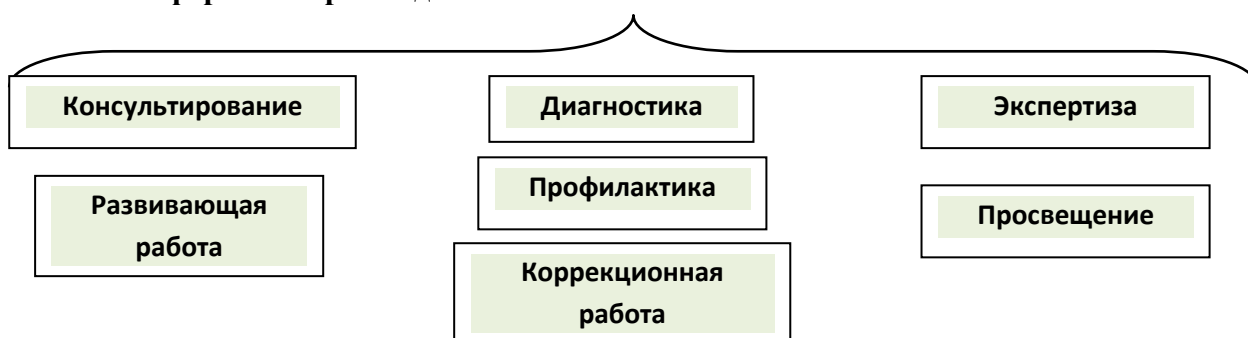 Консультирование
Диагностика
Экспертиза
Развивающая
работа
Профилактика
Просвещение
Коррекционная
работа